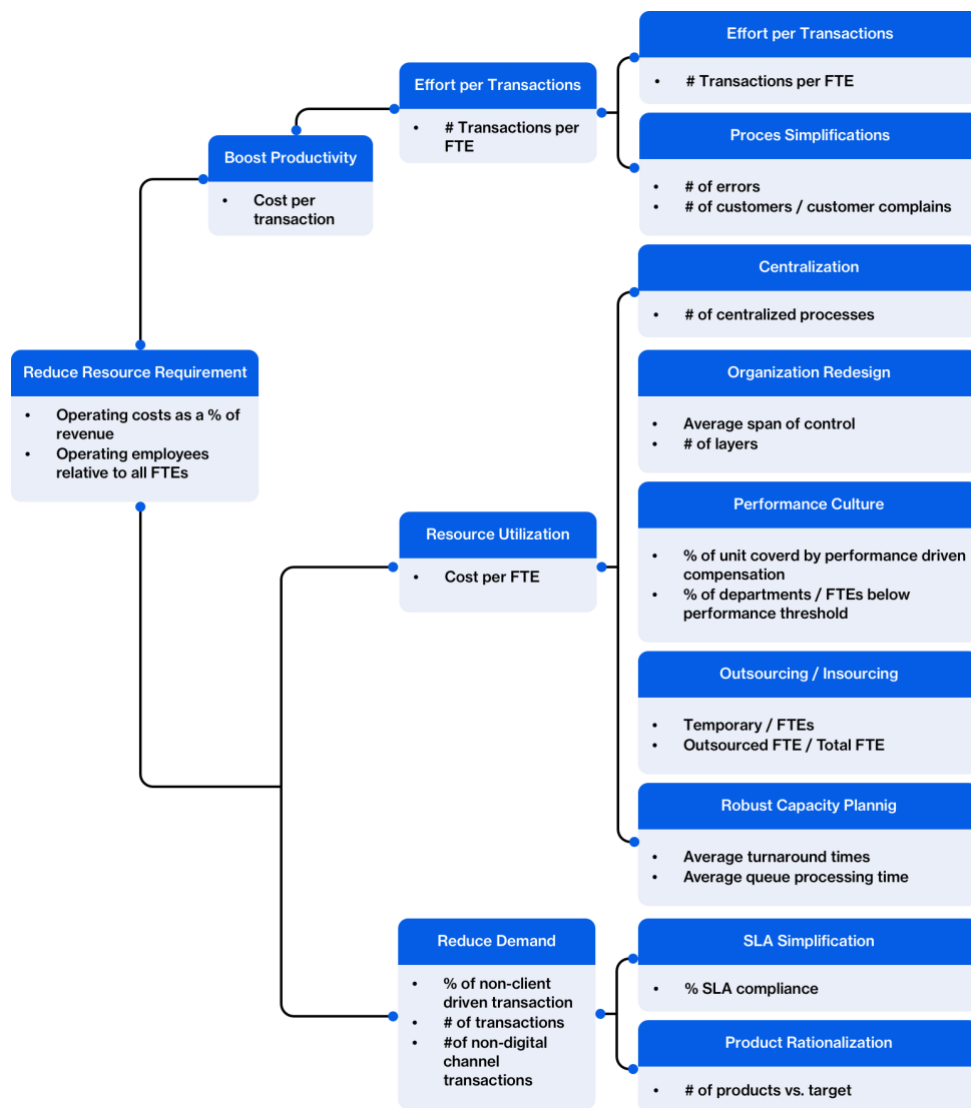 Effort per Transactions
• # Transactions per FTE
Effort per Transactions
• # Transactions per
FTE
Proces Simplifications
• # of errors
• # of customers / customer complains
Boost Productivity
• Cost per
transaction
Centralization
• # of centralized processes
Reduce Resource Requirement
• Operating costs as a % of
revenue
• Operating employees
relative to all FTEs
Organization Redesign
• Average span of control
• # of layers
Resource Utilization
• Cost per FTE
Performance Culture
• % of unit coverd by performance driven
compensation
• % of departments / FTEs below
performance threshold
Outsourcing / Insourcing
• Temporary / FTEs
• Outsourced FTE / Total FTE
Robust Capacity Plannig
• Average turnaround times
• Average queue processing time
Reduce Demand
• % of non-client
driven transaction
• # of transactions
• #of non-digital
channel
transactions
SLA Simplification
• % SLA compliance
Product Rationalization
• # of products vs. target